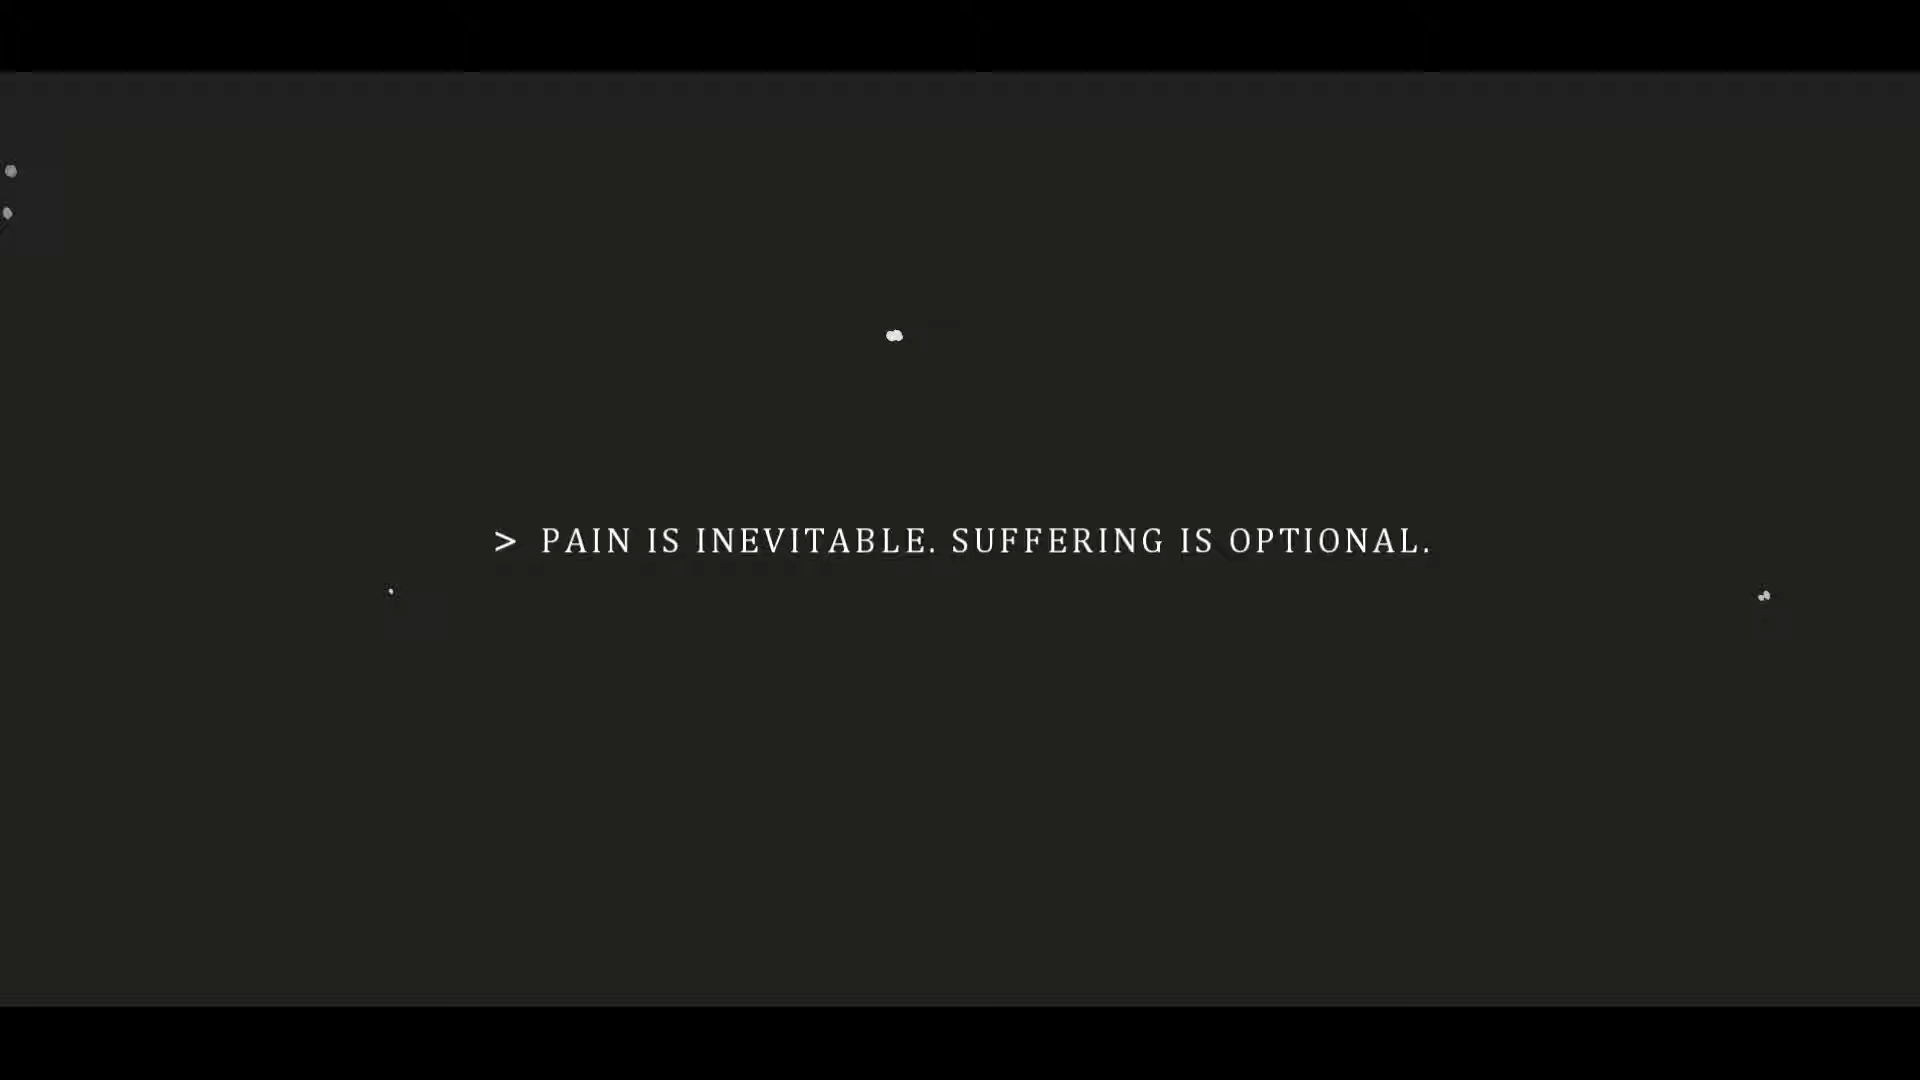 > PAIN IS INEVITABLE. SUFFERING IS OPTIONAL.